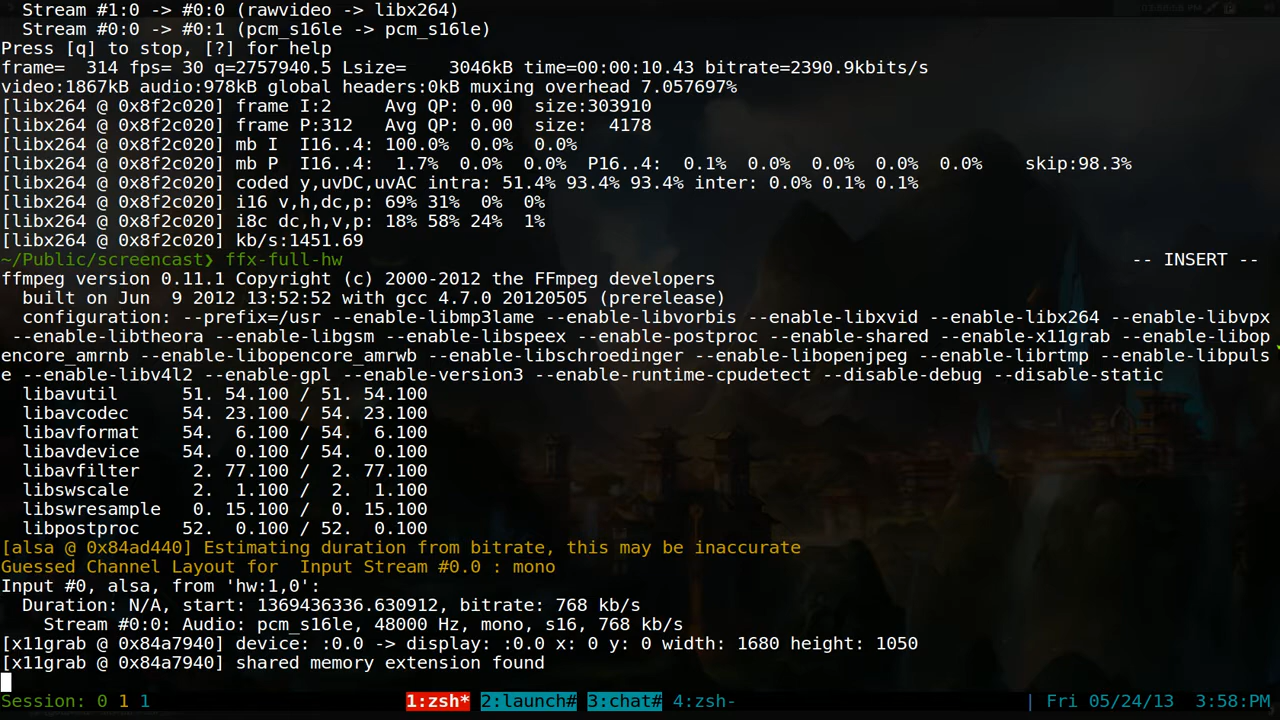 Stream #1:0 -> #0:0 (rawvideo -> libx264)
Stream #0:0 -> #0:1 (pcm_s16le -> pcm_s16le)
Press [q] to stop, [?] for help
frame=  314 fps= 30 q=2757940.5 Lsize=    3046kB time=00:00:10.43 bitrate=2390.9kbits/s
video:1867kB audio:978kB global headers:0kB muxing overhead 7.057697%
[libx264 @ 0x8f2c020] frame I:2     Avg QP: 0.00  size:303910
[libx264 @ 0x8f2c020] frame P:312   Avg QP: 0.00  size:  4178
[libx264 @ 0x8f2c020] mb I  I16..4: 100.0%  0.0%  0.0%
[libx264 @ 0x8f2c020] mb P  I16..4:  1.7%  0.0%  0.0%  P16..4:  0.1%  0.0%  0.0%  0.0%  0.0%    skip:98.3%
[libx264 @ 0x8f2c020] coded y,uvDC,uvAC intra: 51.4% 93.4% 93.4% inter: 0.0% 0.1% 0.1%
[libx264 @ 0x8f2c020] i16 v,h,dc,p: 69% 31%  0%  0%
[libx264 @ 0x8f2c020] i8c dc,h,v,p: 18% 58% 24%  1%
[libx264 @ 0x8f2c020] kb/s:1451.69
~/Public/screencast❯ ffx-full-hw -- INSERT --
ffmpeg version 0.11.1 Copyright (c) 2000-2012 the FFmpeg developers
built on Jun  9 2012 13:52:52 with gcc 4.7.0 20120505 (prerelease)
configuration: --prefix=/usr --enable-libmp3lame --enable-libvorbis --enable-libxvid --enable-libx264 --enable-libvpx
--enable-libtheora --enable-libgsm --enable-libspeex --enable-postproc --enable-shared --enable-x11grab --enable-libop
encore_amrnb --enable-libopencore_amrwb --enable-libschroedinger --enable-libopenjpeg --enable-librtmp --enable-libpuls
e --enable-libv4l2 --enable-gpl --enable-version3 --enable-runtime-cpudetect --disable-debug --disable-static
libavutil      51. 54.100 / 51. 54.100
libavcodec     54. 23.100 / 54. 23.100
libavformat    54.  6.100 / 54.  6.100
libavdevice    54.  0.100 / 54.  0.100
libavfilter     2. 77.100 /  2. 77.100
libswscale      2.  1.100 /  2.  1.100
libswresample   0. 15.100 /  0. 15.100
libpostproc    52.  0.100 / 52.  0.100
[alsa @ 0x84ad440] Estimating duration from bitrate, this may be inaccurate
Guessed Channel Layout for  Input Stream #0.0 : mono
Input #0, alsa, from 'hw:1,0':
Duration: N/A, start: 1369436336.630912, bitrate: 768 kb/s
Stream #0:0: Audio: pcm_s16le, 48000 Hz, mono, s16, 768 kb/s
[x11grab @ 0x84a7940] device: :0.0 -> display: :0.0 x: 0 y: 0 width: 1680 height: 1050
[x11grab @ 0x84a7940] shared memory extension found
Session: 0 1 1 1:zsh* 2:launch# 3:chat# 4:zsh- | Fri 05/24/13  3:58:PM